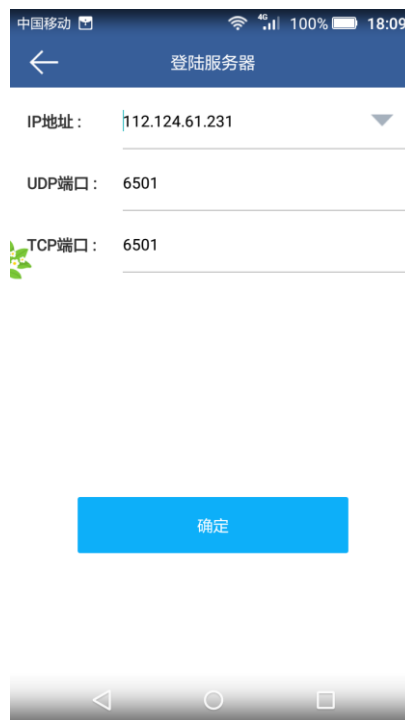 中国移动 4G 100% 18:09
登陆服务器
IP地址： 112.124.61.231
UDP端口： 6501
TCP端口： 6501
确定